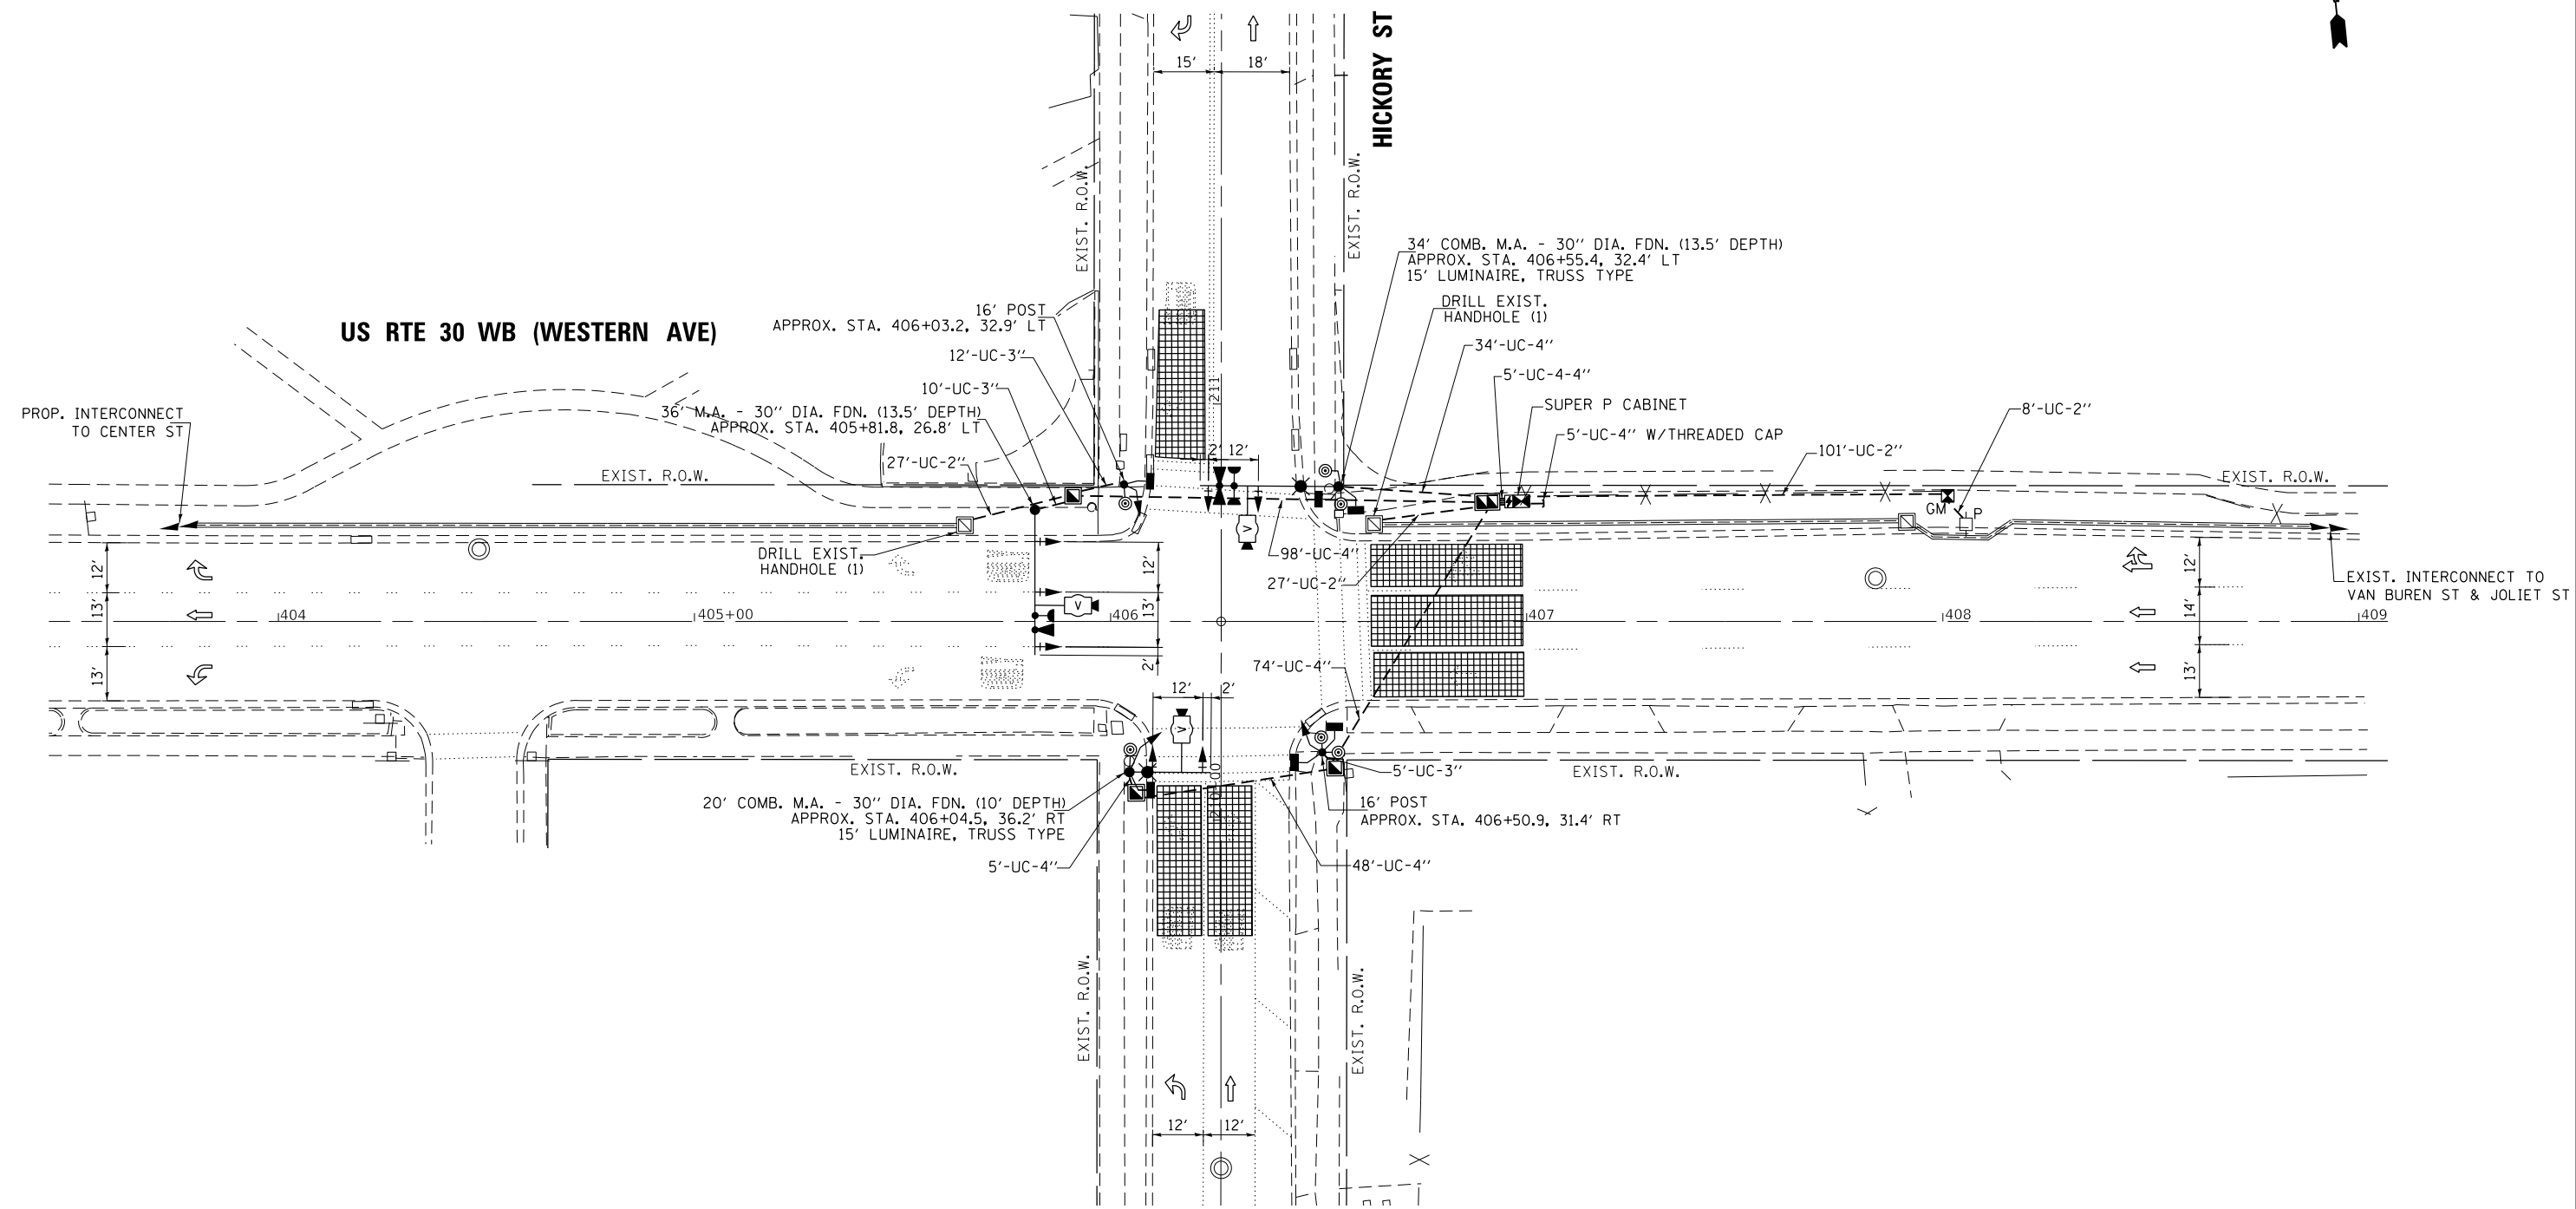 HICKORY ST
15' 18'
EXIST. R.O.W.
EXIST. R.O.W.
US RTE 30 WB (WESTERN AVE)
34' COMB. M.A. - 30'' DIA. FDN. (13.5' DEPTH)
APPROX. STA. 406+55.4, 32.4' LT
15' LUMINAIRE, TRUSS TYPE
DRILL EXIST.
HANDHOLE (1)
34'-UC-4''
5'-UC-4-4''
SUPER P CABINET
5'-UC-4'' W/THREADED CAP
101'-UC-2''
8'-UC-2''
16' POST
APPROX. STA. 406+03.2, 32.9' LT
12'-UC-3''
10'-UC-3''
36' M.A. - 30'' DIA. FDN. (13.5' DEPTH)
APPROX. STA. 405+81.8, 26.8' LT
27'-UC-2''
PROP. INTERCONNECT
TO CENTER ST
EXIST. R.O.W.
EXIST. R.O.W.
211
2' 12'
GM P
V
DRILL EXIST.
HANDHOLE (1)
98'-UC-4''
27'-UC-2''
EXIST. INTERCONNECT TO
VAN BUREN ST & JOLIET ST
12'
13'
13'
12'
13'
2'
12'
14'
13'
V
404 405+00 406 407 408 409
74'-UC-4''
12' 2'
V
EXIST. R.O.W.
EXIST. R.O.W.
5'-UC-3''
20' COMB. M.A. - 30'' DIA. FDN. (10' DEPTH)
APPROX. STA. 406+04.5, 36.2' RT
15' LUMINAIRE, TRUSS TYPE
5'-UC-4''
16' POST
APPROX. STA. 406+50.9, 31.4' RT
48'-UC-4''
EXIST. R.O.W.
EXIST. R.O.W.
12' 12'